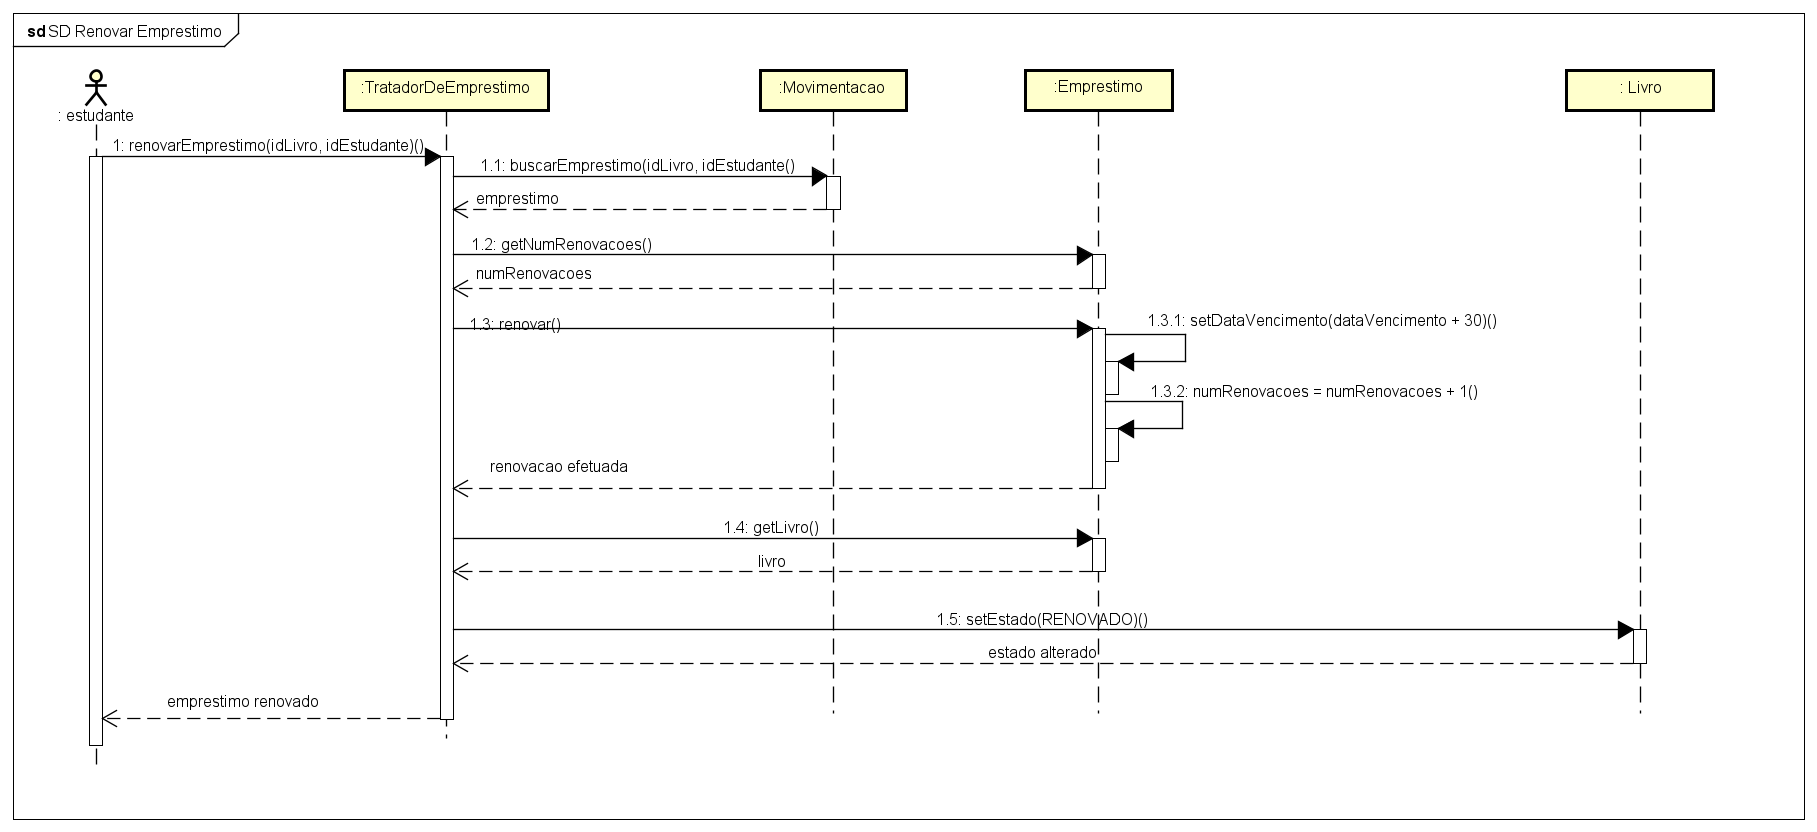 sd SD Renovar Emprestimo
: estudante
:TratadorDeEmprestimo
:Movimentacao
:Emprestimo
: Livro
1: renovarEmprestimo(idLivro, idEstudante)()
1.1: buscarEmprestimo(idLivro, idEstudante()
emprestimo
1.2: getNumRenovacoes()
numRenovacoes
1.3: renovar()
1.3.1: setDataVencimento(dataVencimento + 30)()
1.3.2: numRenovacoes = numRenovacoes + 1()
renovacao efetuada
1.4: getLivro()
livro
1.5: setEstado(RENOVADO)()
estado alterado
emprestimo renovado